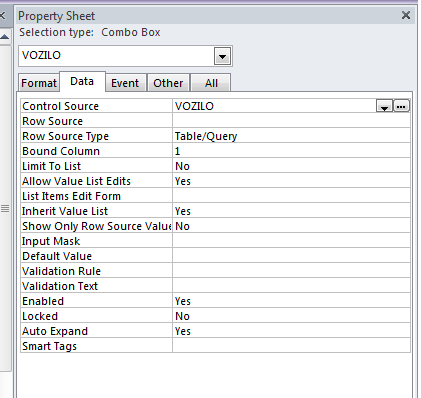 Property Sheet
Selection type: Combo Box
VOZILO
Format Data Event Other All
Control Source VOZILO
Row Source
Row Source Type Table/Query
Bound Column 1
Limit To List No
Allow Value List Edits Yes
List Items Edit Form
Inherit Value List Yes
Show Only Row Source Value No
Input Mask
Default Value
Validation Rule
Validation Text
Enabled Yes
Locked No
Auto Expand Yes
Smart Tags